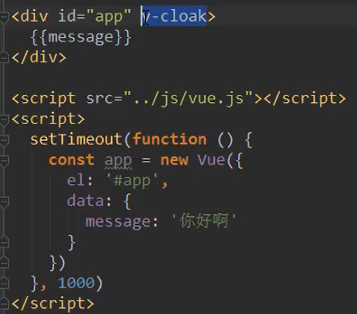 <div id="app" v-cloak>
  {{message}}
</div>

<script src="../js/vue.js"></script>
<script>
  setTimeout(function () {
    const app = new Vue({
      el: '#app',
      data: {
        message: '你好啊'
      }
    })
  }, 1000)
</script>